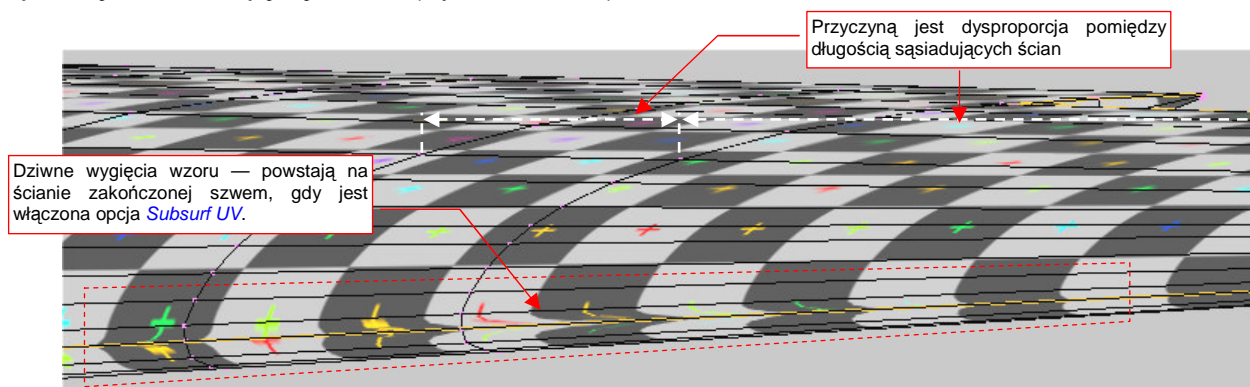 Przyczyną jest dysproporcja pomiędzy
długością sąsiadujących ścian
Dziwne wygięcia wzoru — powstają na
ścianie zakończonej szwem, gdy jest
włączona opcja Subsurf UV.